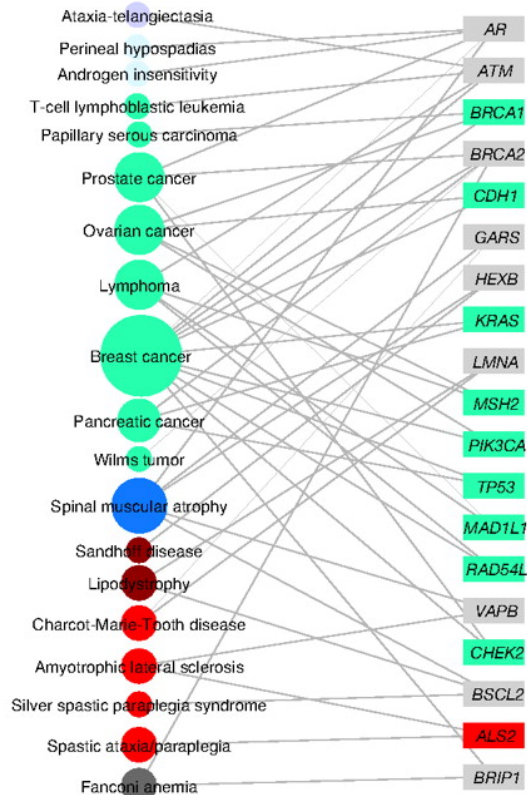 Ataxia-telangiectasia
Perineal hypospadias
Androgen insensitivity
T-cell lymphoblastic leukemia
Papillary serous carcinoma
Prostate cancer
Ovarian cancer
Lymphoma
Breast cancer
Pancreatic cancer
Wilms tumor
Spinal muscular atrophy
Sandhoff disease
Lipodystrophy
Charcot-Marie-Tooth disease
Amyotrophic lateral sclerosis
Silver spastic paraplegia syndrome
Spastic ataxia/paraplegia
Fanconi anemia
AR
ATM
BRCA1
BRCA2
CDH1
GARS
HEXB
KRAS
LMNA
MSH2
PIK3CA
TP53
MAD1L1
RAD54L
VAPB
CHEK2
BSCL2
ALS2
BRIP1